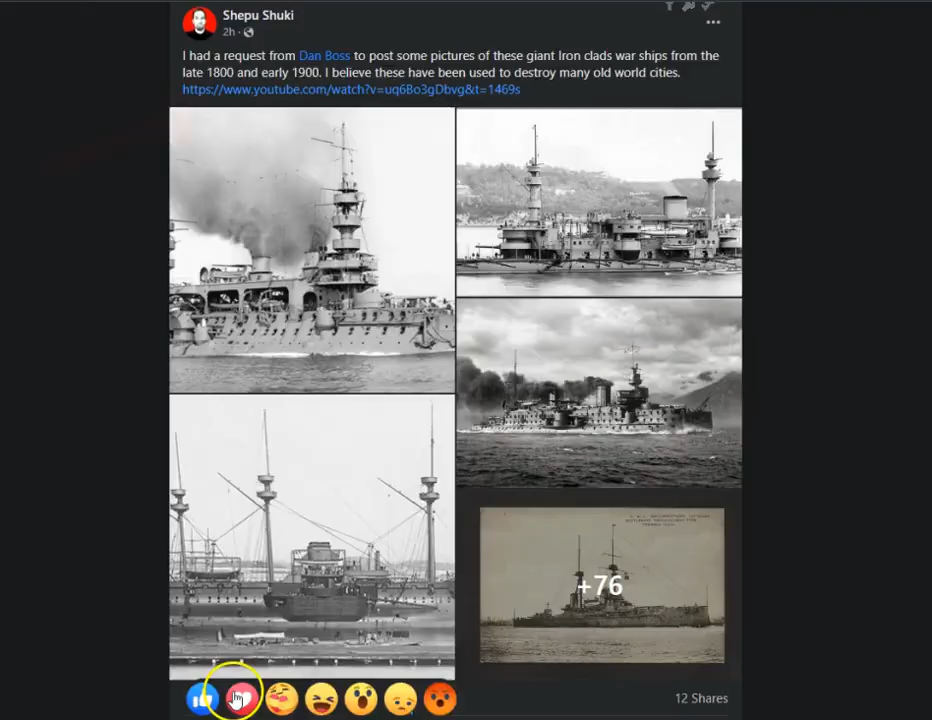 Shepu Shuki
2h ·
I had a request from Dan Boss to post some pictures of these giant Iron clads war ships from the
late 1800 and early 1900. I believe these have been used to destroy many old world cities.
https://www.youtube.com/watch?v=uq6Bo3gDbvg&t=1469s
+76
12 Shares